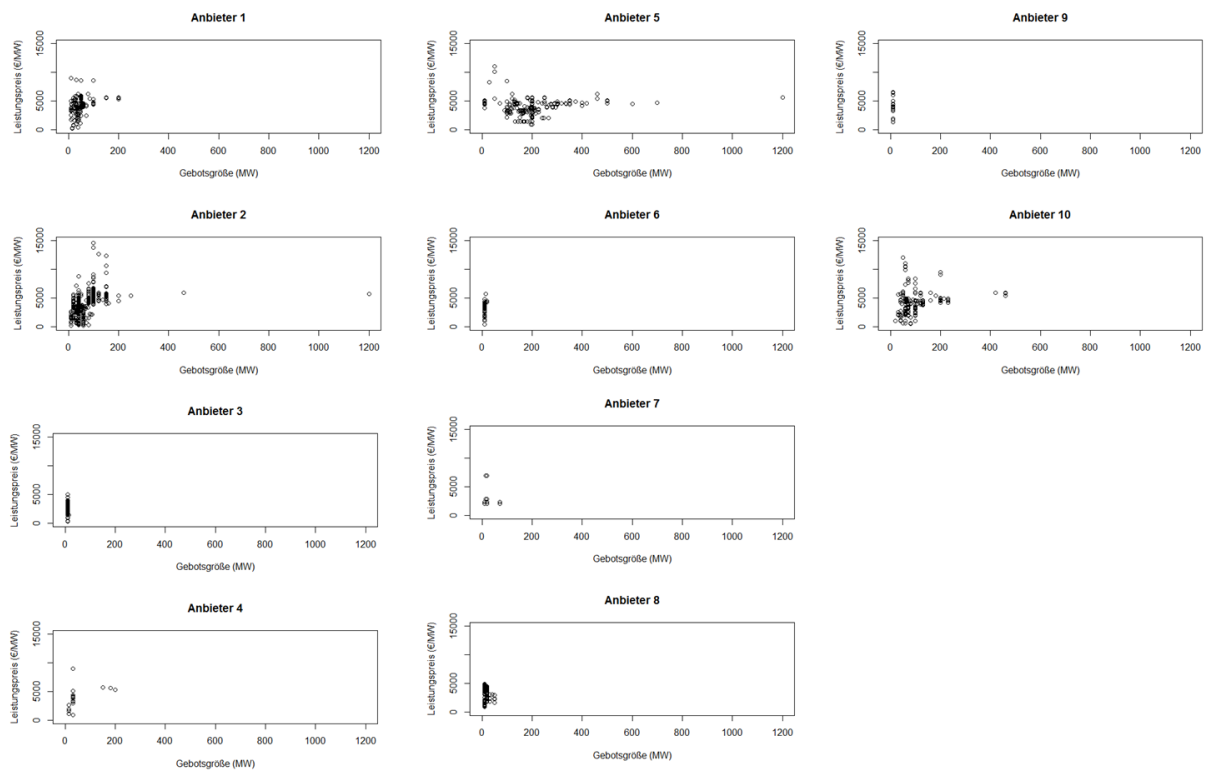 Anbieter 1
Leistungspreis (€/MW)
15000
5000
0
0 200 400 600 800 1000 1200
Gebotsgröße (MW)
Anbieter 2
Leistungspreis (€/MW)
15000
5000
0
0 200 400 600 800 1000 1200
Gebotsgröße (MW)
Anbieter 3
Leistungspreis (€/MW)
15000
5000
0
0 200 400 600 800 1000 1200
Gebotsgröße (MW)
Anbieter 4
Leistungspreis (€/MW)
15000
5000
0
0 200 400 600 800 1000 1200
Gebotsgröße (MW)
Anbieter 5
Leistungspreis (€/MW)
15000
5000
0
0 200 400 600 800 1000 1200
Gebotsgröße (MW)
Anbieter 6
Leistungspreis (€/MW)
15000
5000
0
0 200 400 600 800 1000 1200
Gebotsgröße (MW)
Anbieter 7
Leistungspreis (€/MW)
15000
5000
0
0 200 400 600 800 1000 1200
Gebotsgröße (MW)
Anbieter 8
Leistungspreis (€/MW)
15000
5000
0
0 200 400 600 800 1000 1200
Gebotsgröße (MW)
Anbieter 9
Leistungspreis (€/MW)
15000
5000
0
0 200 400 600 800 1000 1200
Gebotsgröße (MW)
Anbieter 10
Leistungspreis (€/MW)
15000
5000
0
0 200 400 600 800 1000 1200
Gebotsgröße (MW)